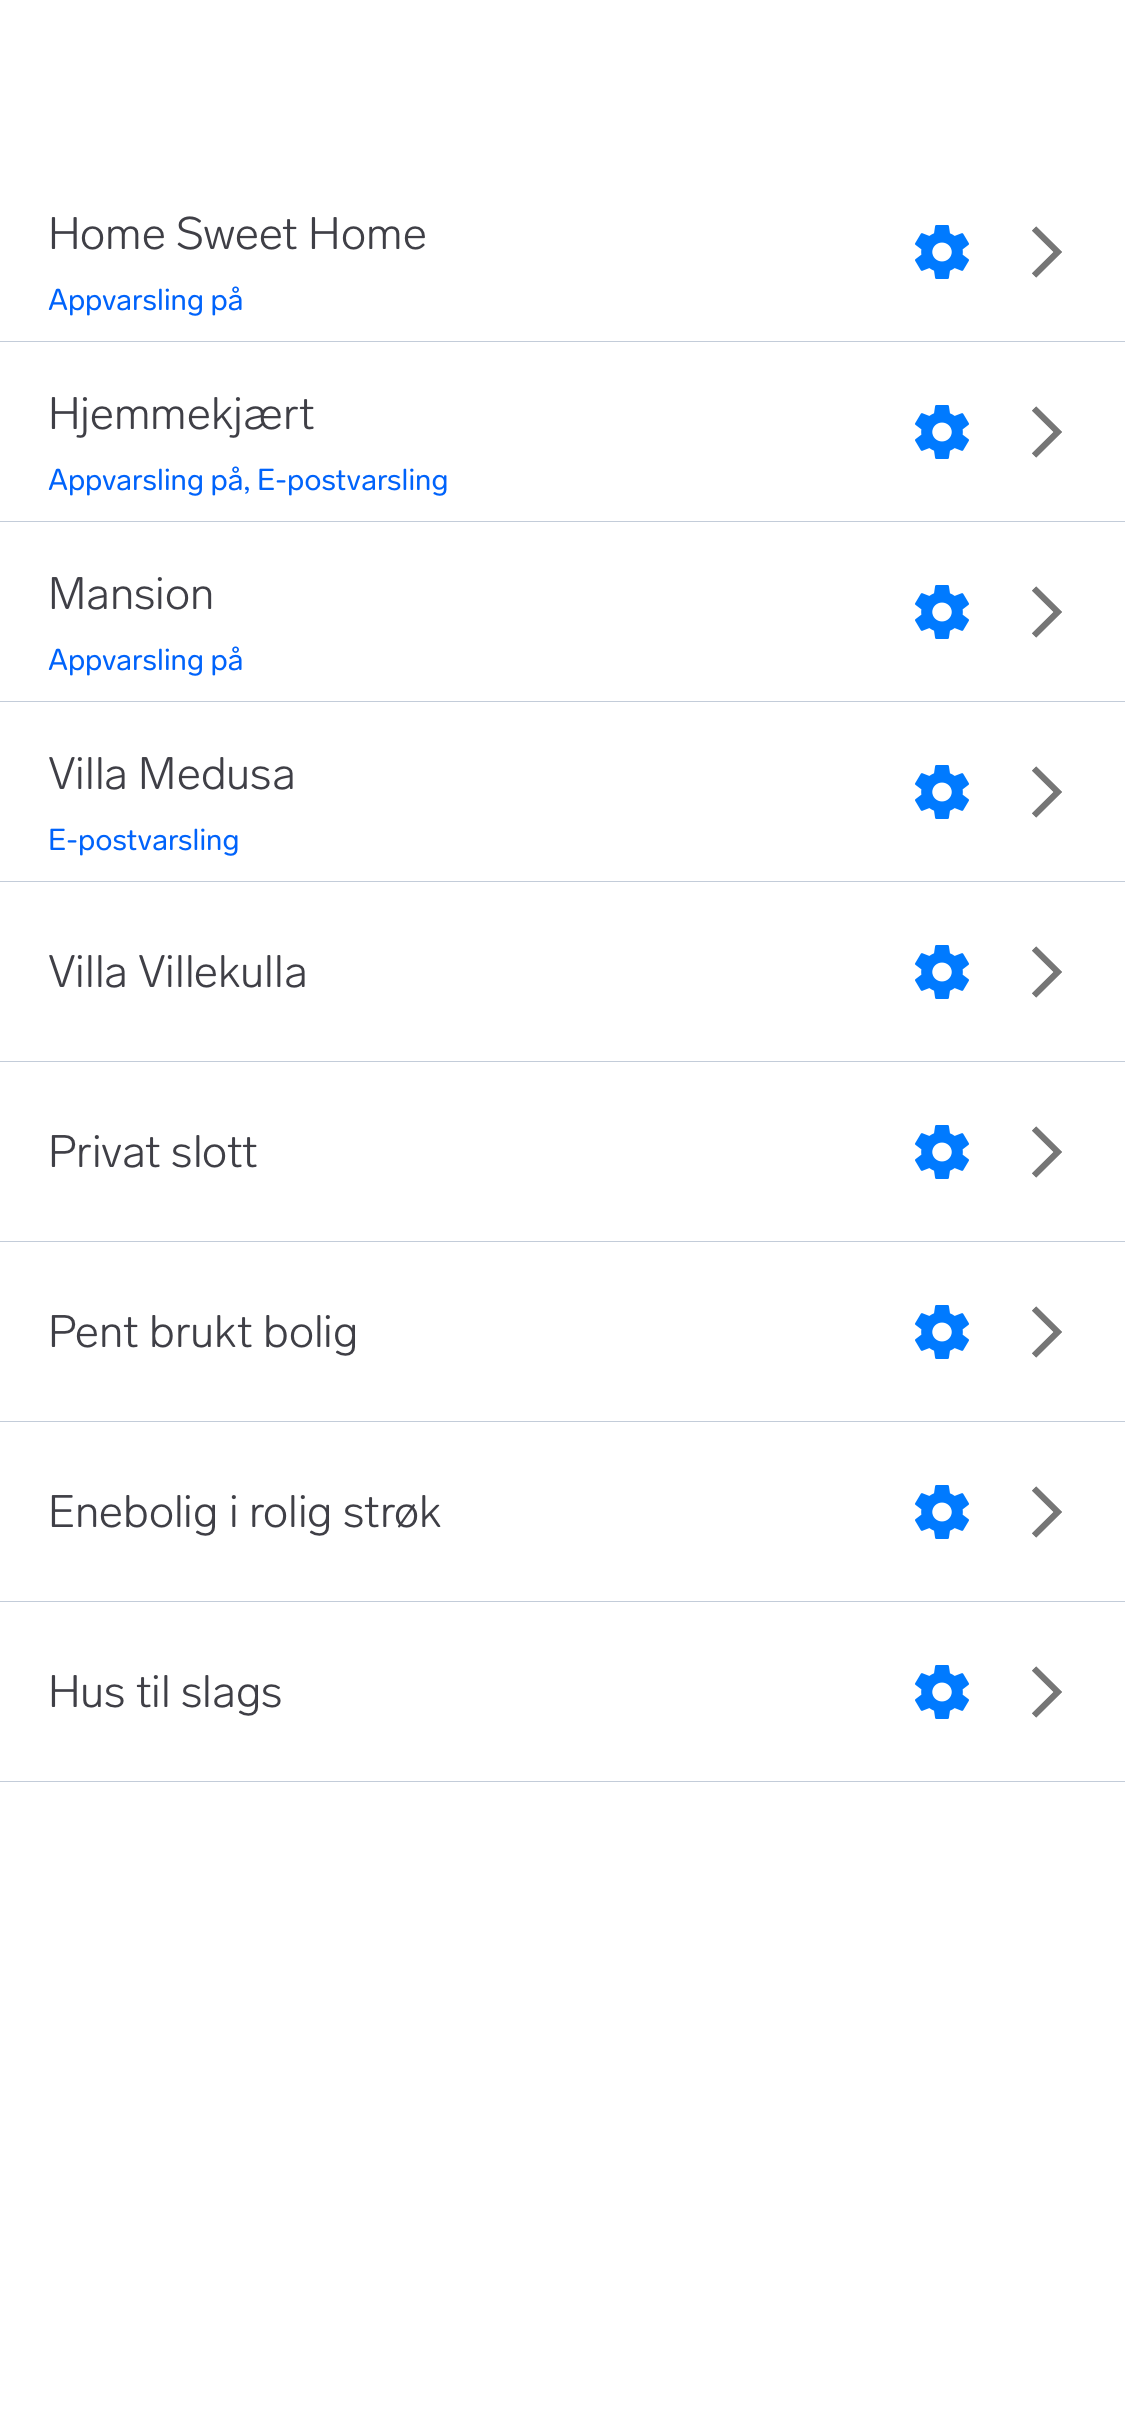 Home Sweet Home
Appvarsling på
Hjemmekjært
Appvarsling på, E-postvarsling
Mansion
Appvarsling på
Villa Medusa
E-postvarsling
Villa Villekulla
Privat slott
Pent brukt bolig
Enebolig i rolig strøk
Hus til slags